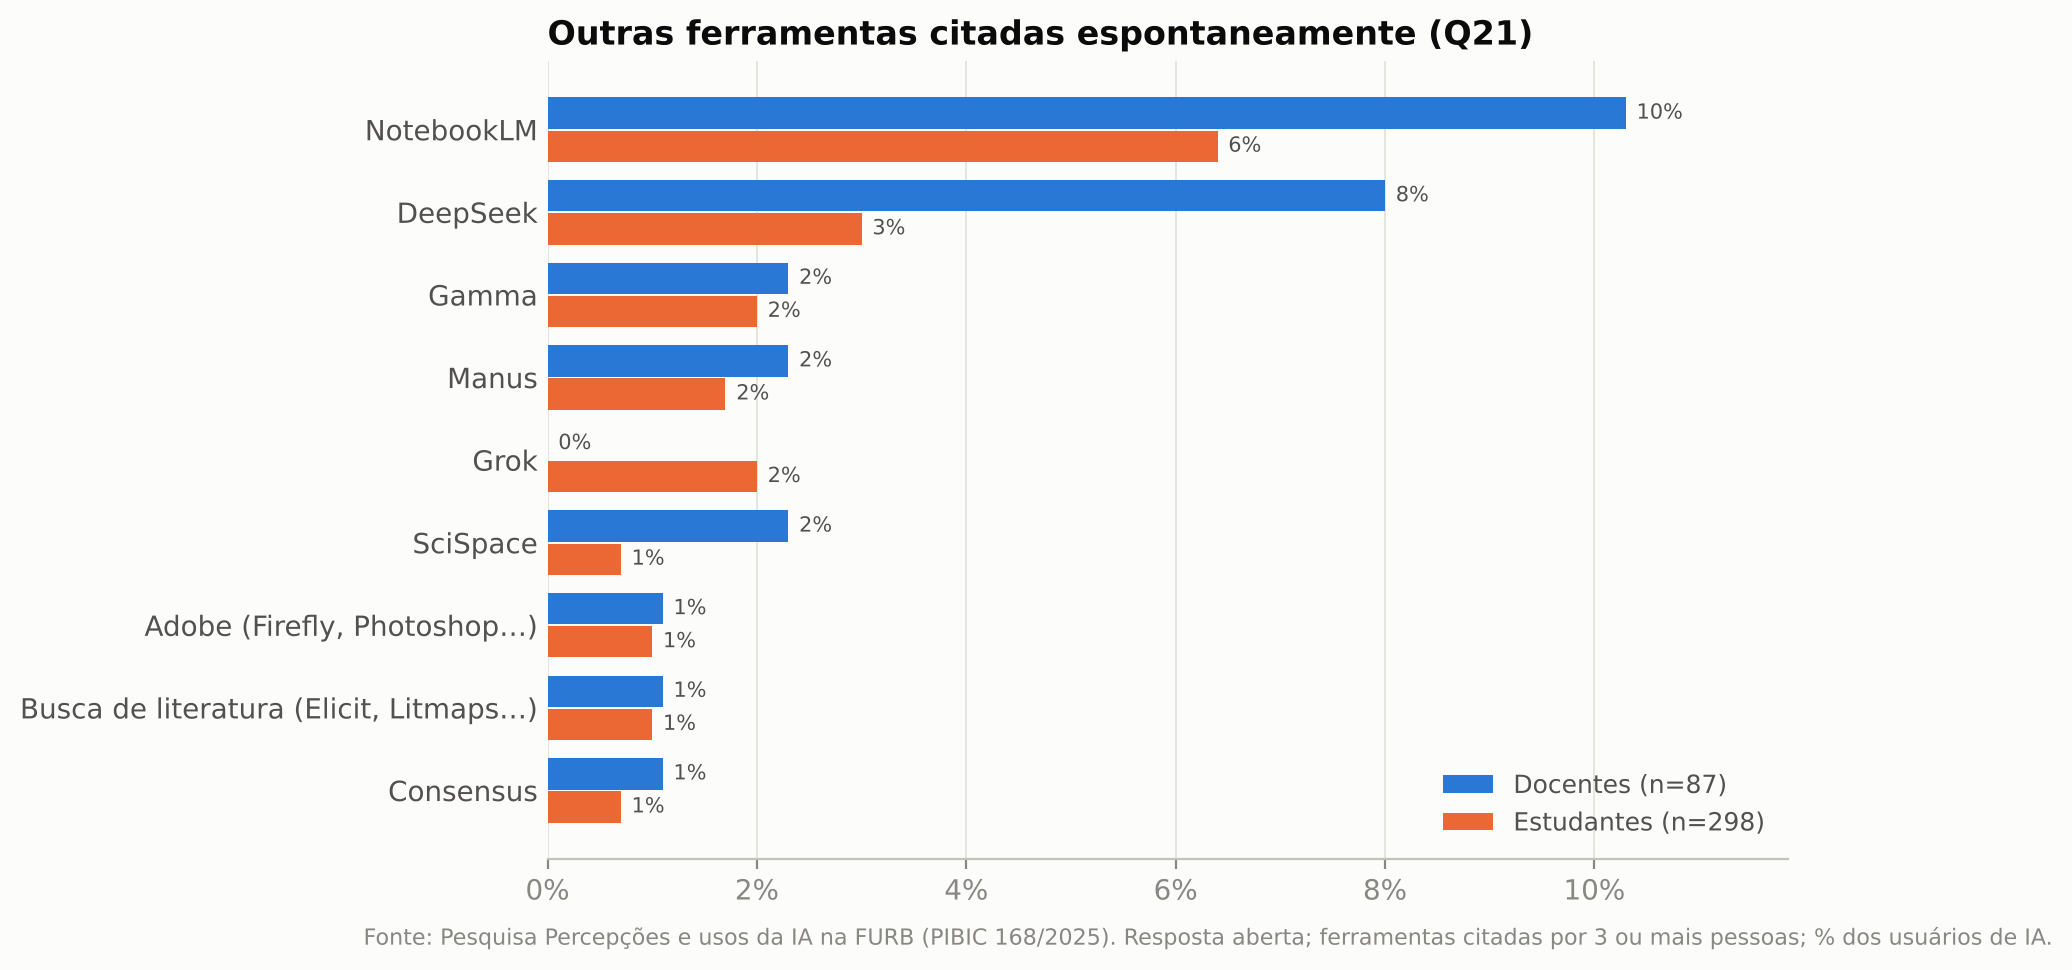 Outras ferramentas citadas espontaneamente (Q21)
NotebookLM
10%
6%
DeepSeek
8%
3%
Gamma
2%
2%
Manus
2%
2%
Grok
0%
2%
SciSpace
2%
1%
Adobe (Firefly, Photoshop...)
1%
1%
Busca de literatura (Elicit, Litmaps...)
1%
1%
Consensus
1%
1%
Docentes (n=87)
Estudantes (n=298)
0% 2% 4% 6% 8% 10%
Fonte: Pesquisa Percepções e usos da IA na FURB (PIBIC 168/2025). Resposta aberta; ferramentas citadas por 3 ou mais pessoas; % dos usuários de IA.